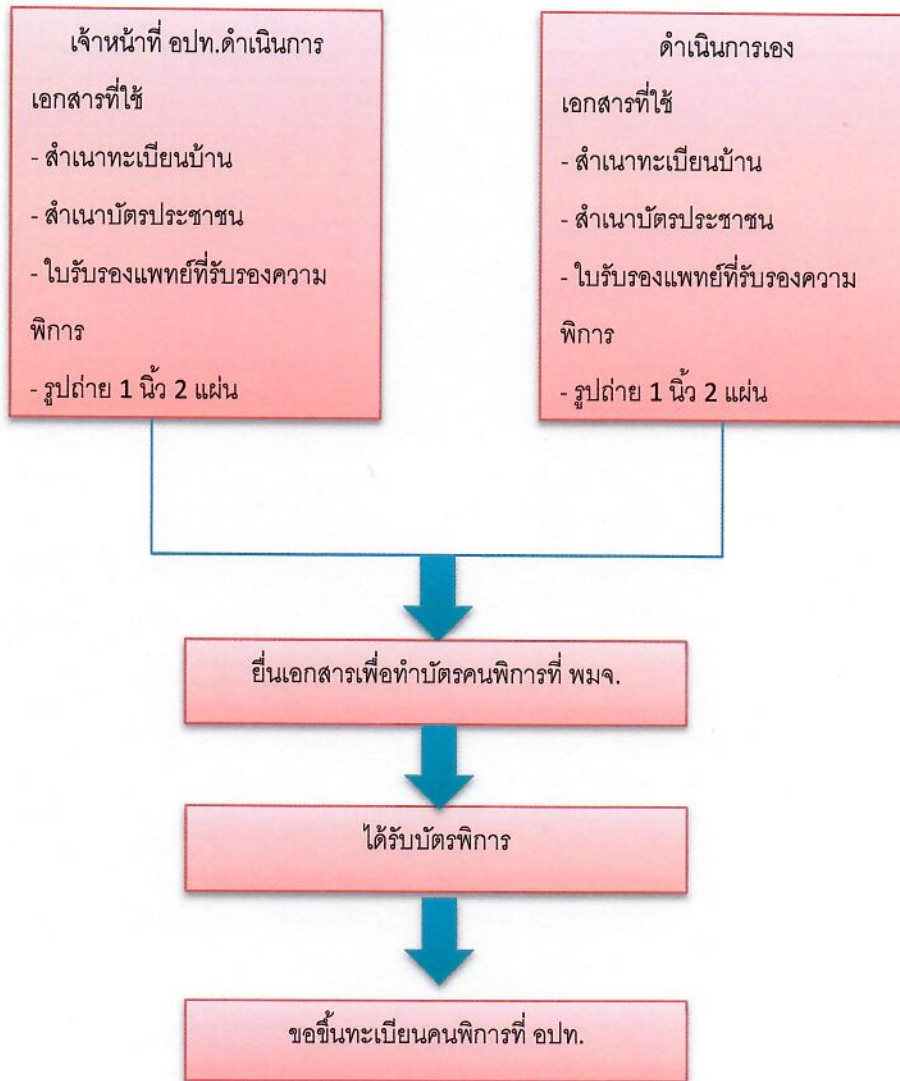 เจ้าหน้าที่ อปท.ดำเนินการ
เอกสารที่ใช้
- สำเนาทะเบียนบ้าน
- สำเนาบัตรประชาชน
- ใบรับรองแพทย์ที่รับรองความ
พิการ
- รูปถ่าย 1 นิ้ว 2 แผ่น
ดำเนินการเอง
เอกสารที่ใช้
- สำเนาทะเบียนบ้าน
- สำเนาบัตรประชาชน
- ใบรับรองแพทย์ที่รับรองความ
พิการ
- รูปถ่าย 1 นิ้ว 2 แผ่น
ยื่นเอกสารเพื่อทำบัตรคนพิการที่ พมจ.
ได้รับบัตรพิการ
ขอขึ้นทะเบียนคนพิการที่ อปท.